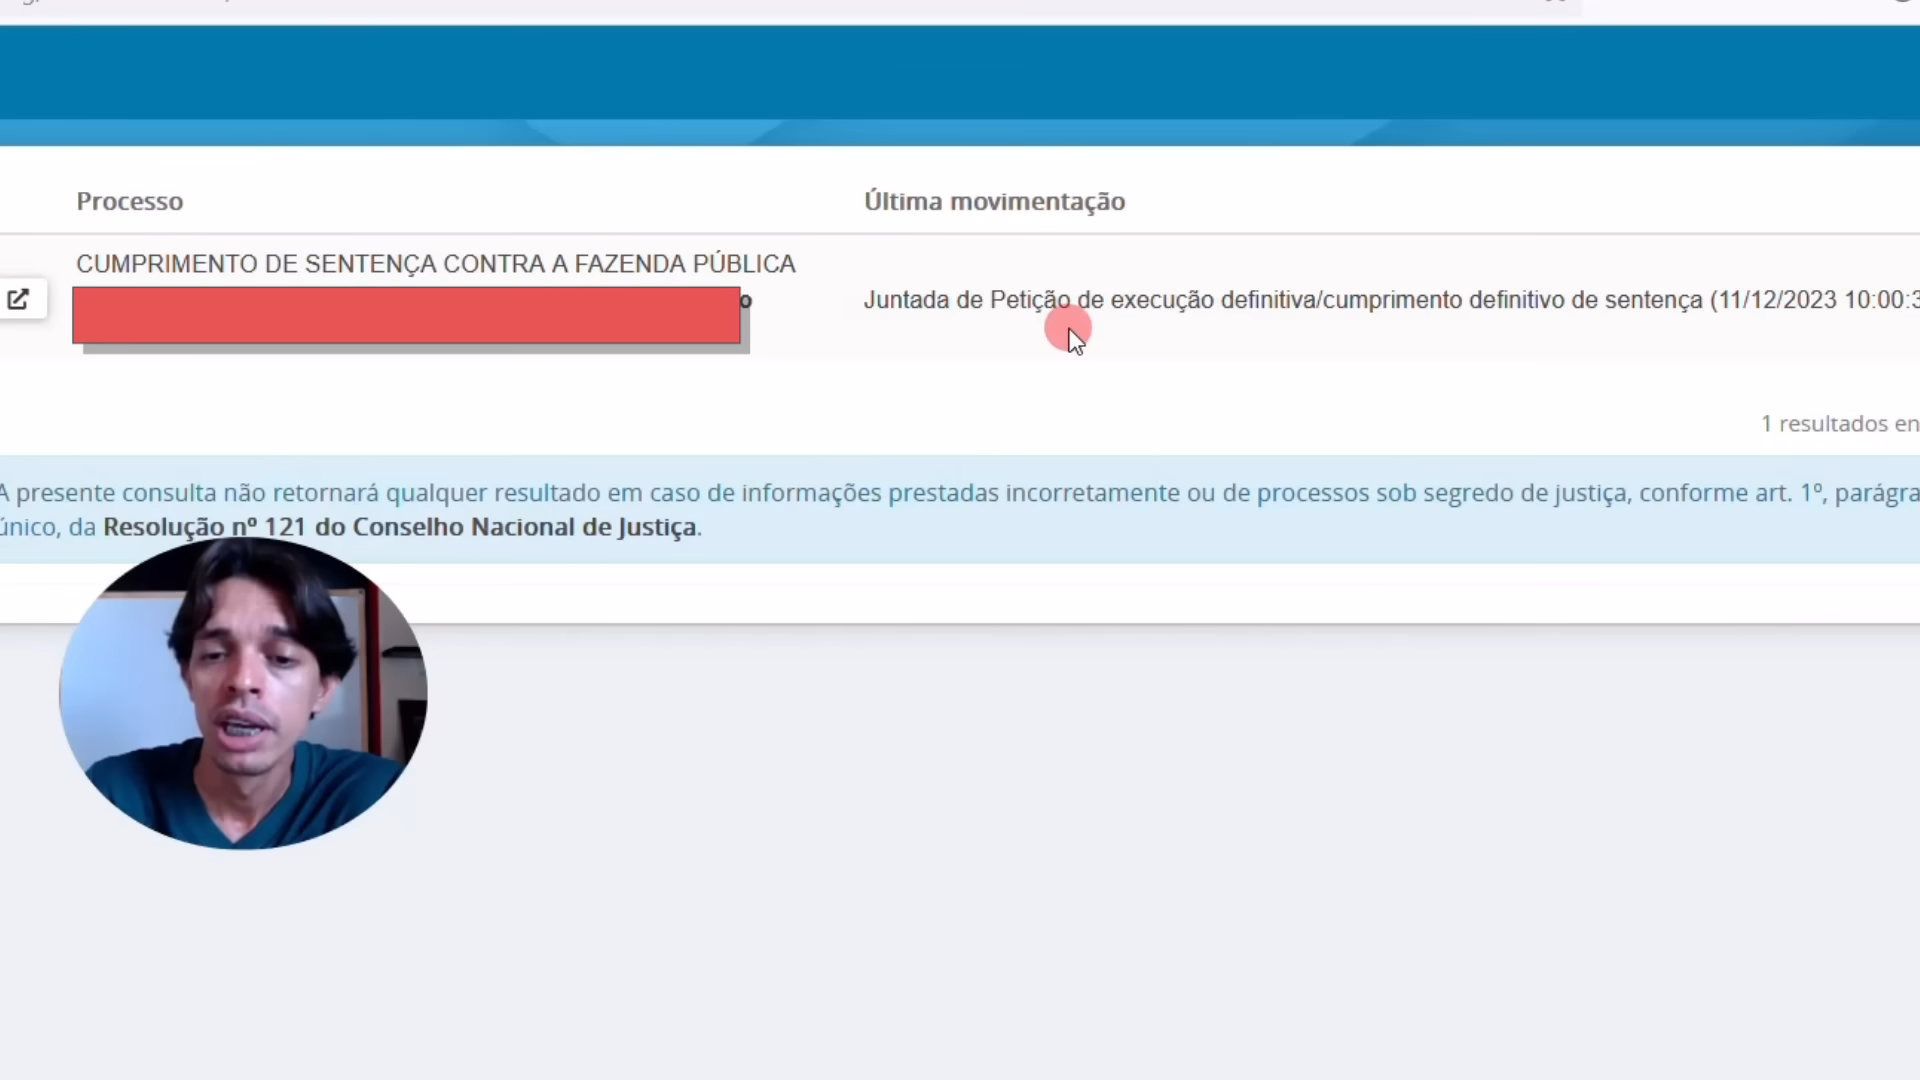 Processo
Última movimentação
CUMPRIMENTO DE SENTENÇA CONTRA A FAZENDA PÚBLICA
o
Juntada de Petição de execução definitiva/cumprimento definitivo de sentença (11/12/2023 10:00:3
1 resultados en
A presente consulta não retornará qualquer resultado em caso de informações prestadas incorretamente ou de processos sob segredo de justiça, conforme art. 1º, parágra
único, da Resolução nº 121 do Conselho Nacional de Justiça.